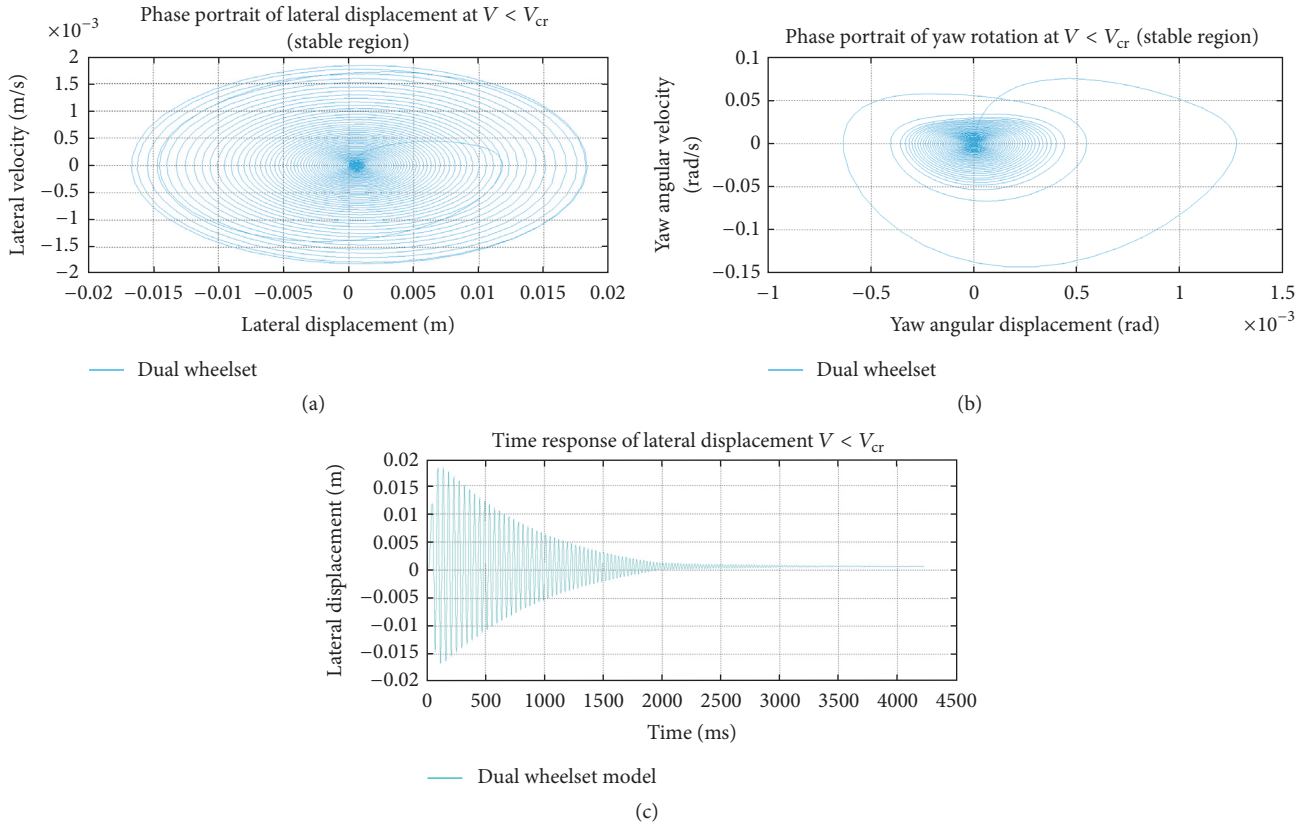 Phase portrait of lateral displacement at V < Vcr
(stable region)
×10−3
2
1.5
1
0.5
0
−0.5
−1
−1.5
−2
Lateral velocity (m/s)
−0.02 −0.015 −0.01 −0.005 0 0.005 0.01 0.015 0.02
Lateral displacement (m)
Dual wheelset
(a)
Phase portrait of yaw rotation at V < Vcr (stable region)
0.1
0.05
0
−0.05
−0.1
−0.15
Yaw angular velocity
(rad/s)
−1 −0.5 0 0.5 1 1.5
Yaw angular displacement (rad)
×10−3
Dual wheelset
(b)
Time response of lateral displacement V < Vcr
0.02
0.015
0.01
0.005
0
−0.005
−0.01
−0.015
−0.02
Lateral displacement (m)
0 500 1000 1500 2000 2500 3000 3500 4000 4500
Time (ms)
Dual wheelset model
(c)